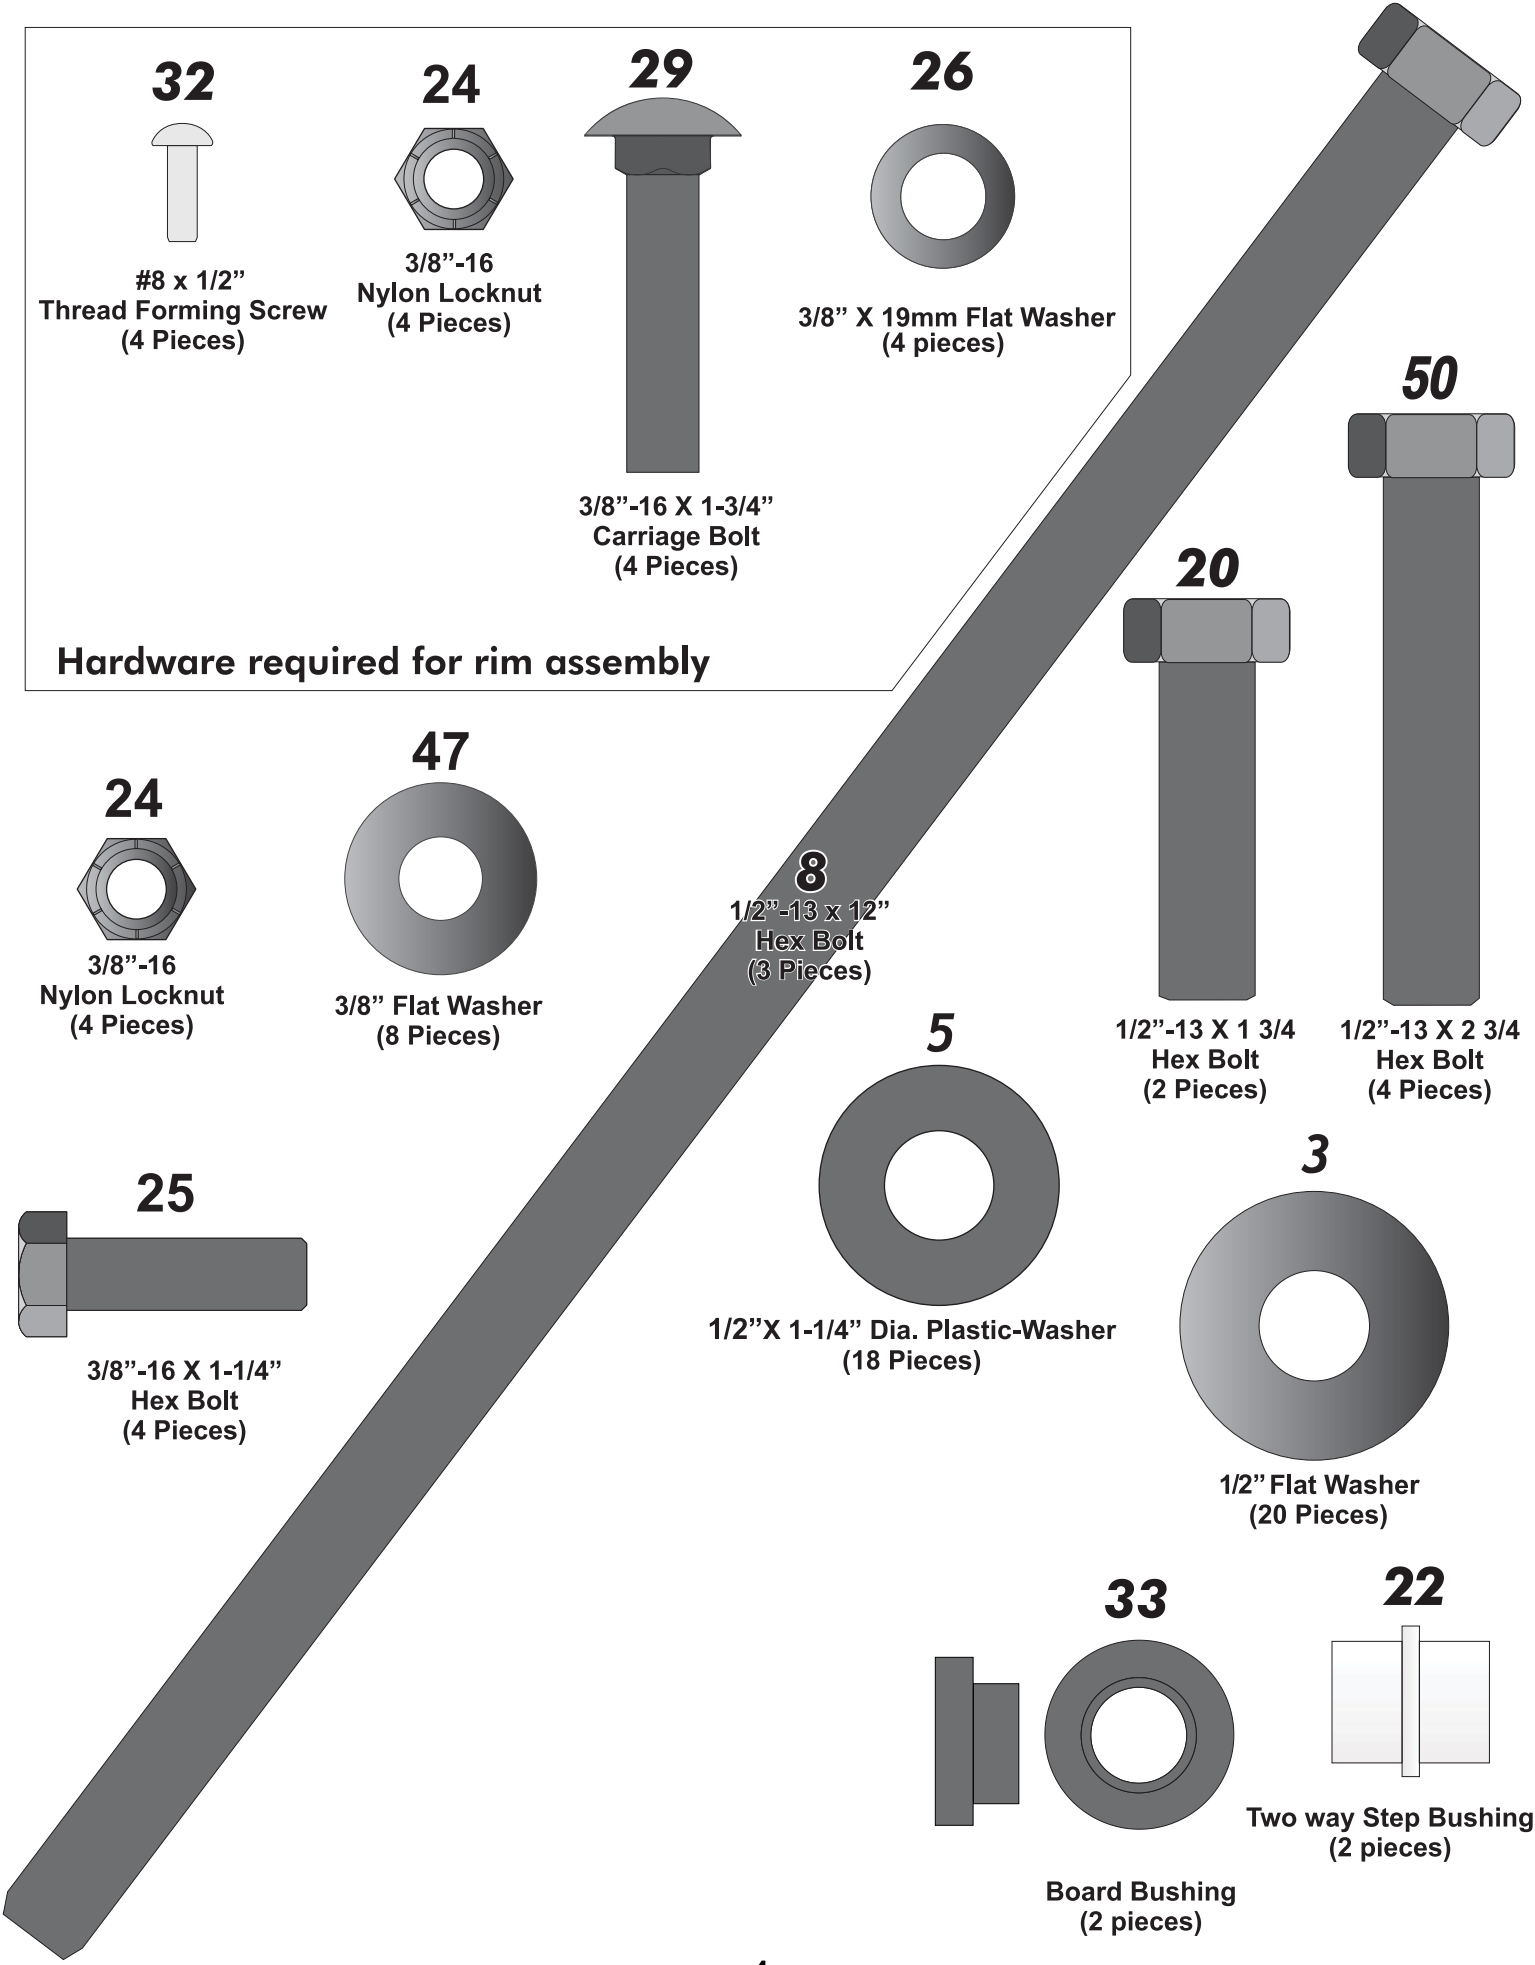 32
#8 x 1/2”
Thread Forming Screw
(4 Pieces)
24
3/8”-16
Nylon Locknut
(4 Pieces)
29
3/8”-16 X 1-3/4”
Carriage Bolt
(4 Pieces)
26
3/8” X 19mm Flat Washer
(4 pieces)
Hardware required for rim assembly
50
1/2”-13 X 2 3/4
Hex Bolt
(4 Pieces)
20
1/2”-13 X 1 3/4
Hex Bolt
(2 Pieces)
24
3/8”-16
Nylon Locknut
(4 Pieces)
47
3/8” Flat Washer
(8 Pieces)
8
1/2”-13 x 12”
Hex Bolt
(3 Pieces)
5
1/2”X 1-1/4” Dia. Plastic-Washer
(18 Pieces)
3
1/2” Flat Washer
(20 Pieces)
25
3/8”-16 X 1-1/4”
Hex Bolt
(4 Pieces)
33
Board Bushing
(2 pieces)
22
Two way Step Bushing
(2 pieces)